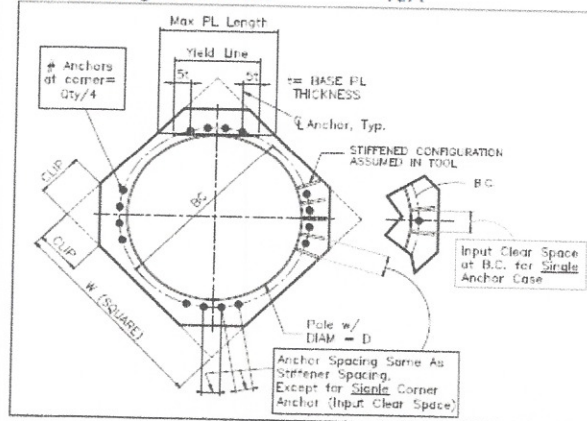 Max PL Length
Yield Line
# Anchors
at corner=
Qty/4
5t
5t
t= BASE PL
THICKNESS
℄ Anchor, Typ.
STIFFENED CONFIGURATION
ASSUMED IN TOOL
CLIP
BC
B.C.
CLIP
W (SQUARE)
Input Clear Space
at B.C. for Single
Anchor Case
Pole w/
DIAM = D
Anchor Spacing Same As
Stiffener Spacing,
Except for Single Corner
Anchor (Input Clear Space)